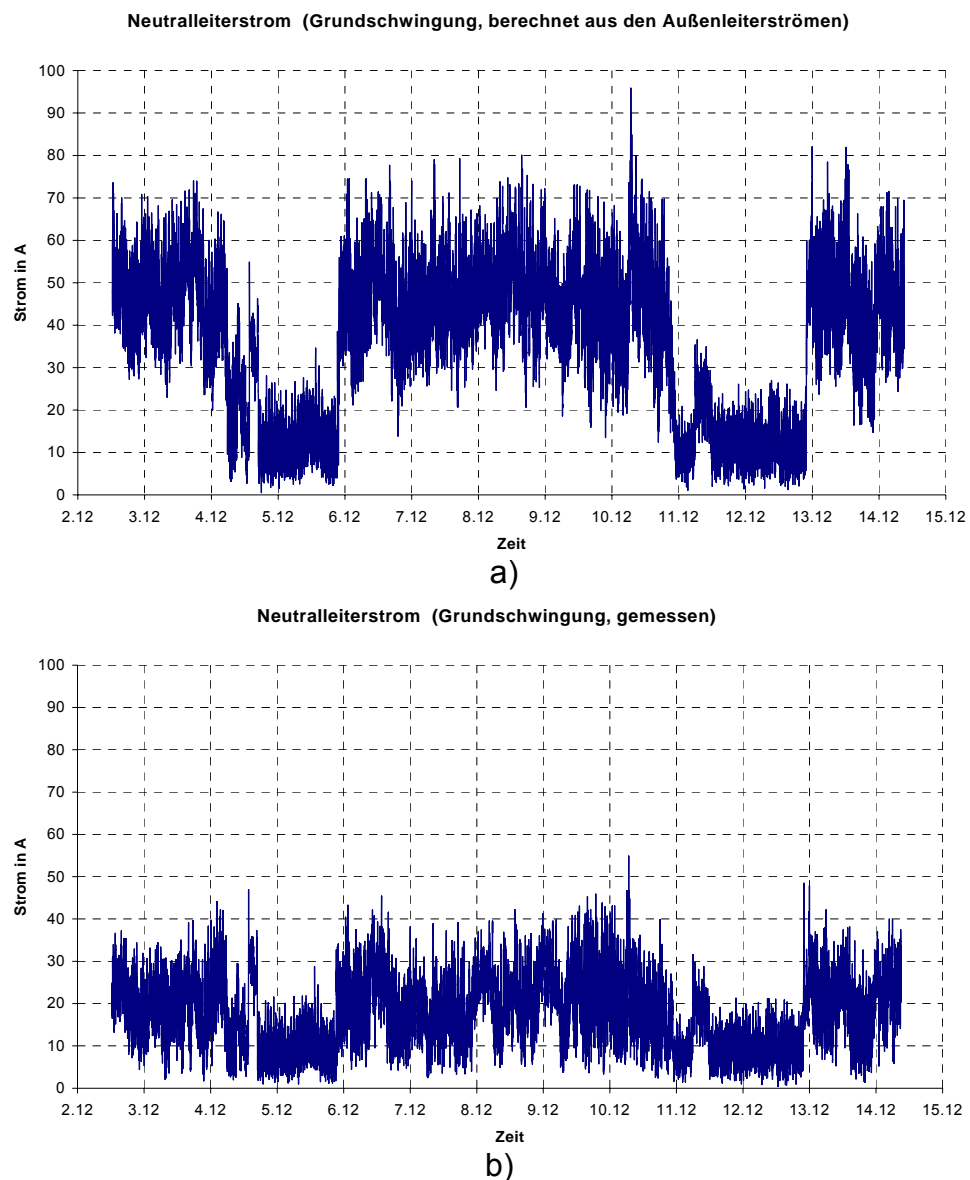 Neutralleiterstrom (Grundschwingung, berechnet aus den Außenleiterströmen)
100
90
80
70
60
50
40
30
20
10
0
Strom in A
2.12 3.12 4.12 5.12 6.12 7.12 8.12 9.12 10.12 11.12 12.12 13.12 14.12 15.12
Zeit
a)
Neutralleiterstrom (Grundschwingung, gemessen)
100
90
80
70
60
50
40
30
20
10
0
Strom in A
2.12 3.12 4.12 5.12 6.12 7.12 8.12 9.12 10.12 11.12 12.12 13.12 14.12 15.12
Zeit
b)